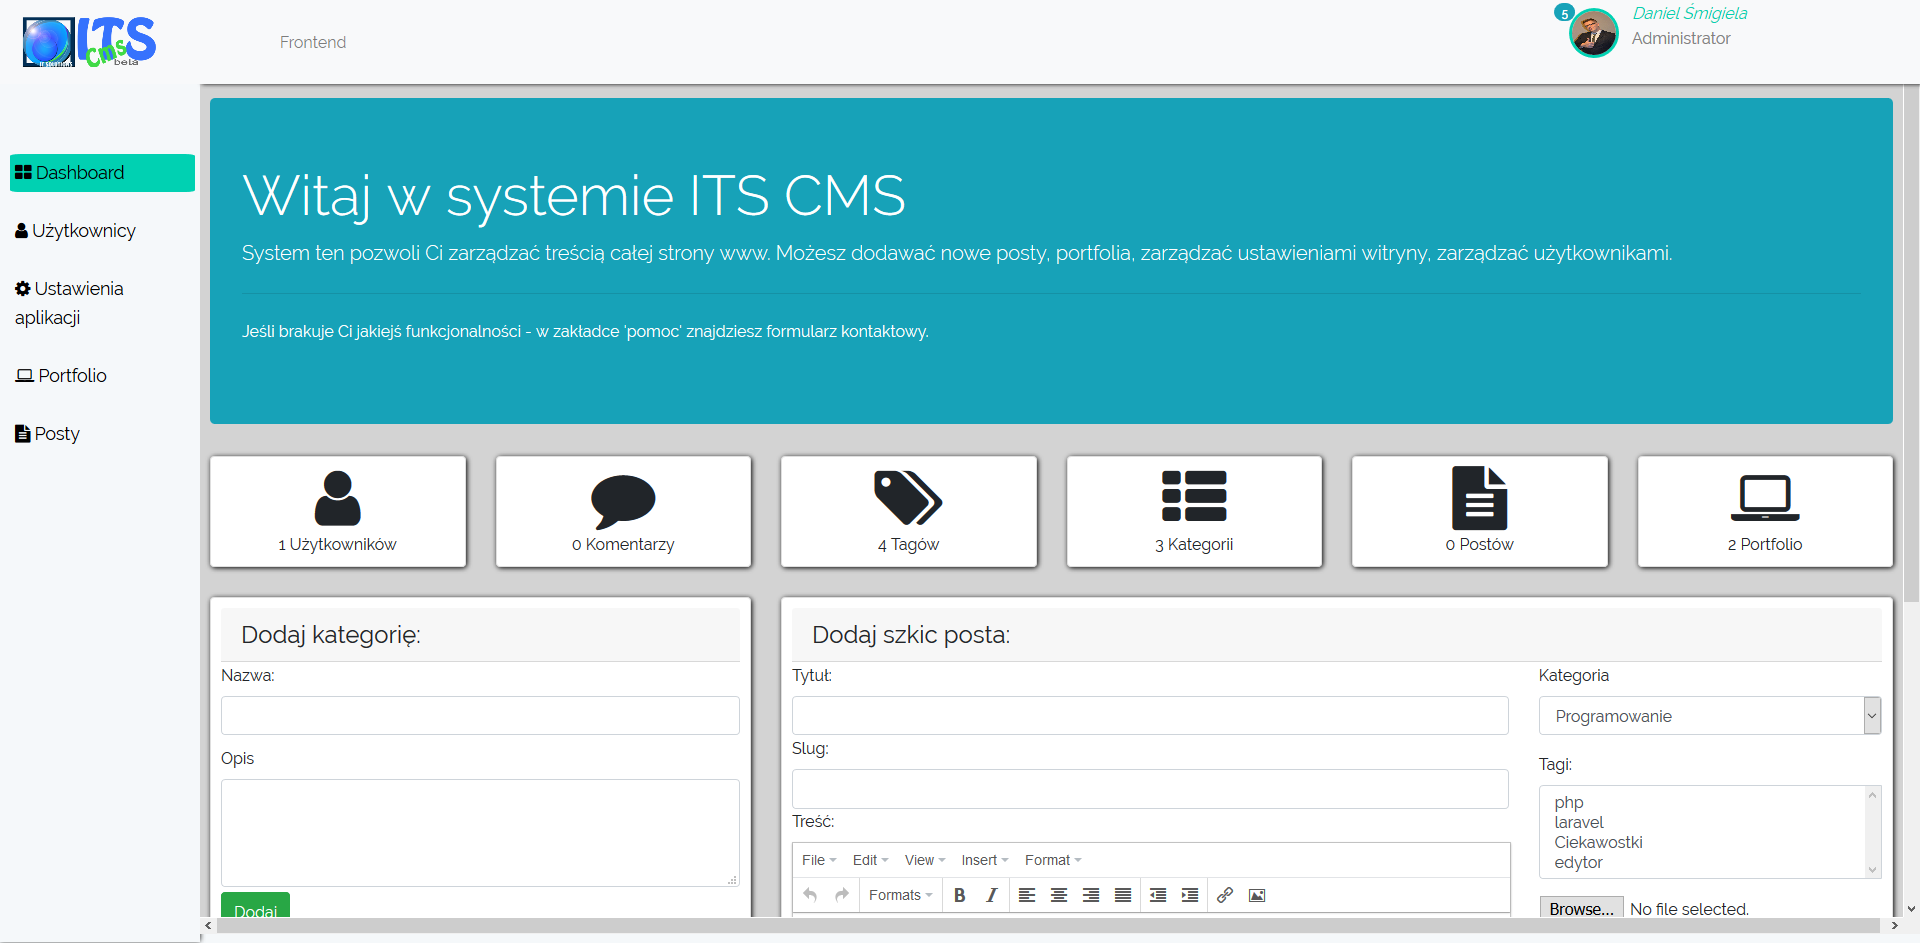 ITS
Cms
beta
IT SOLUTIONS
Frontend
5
Daniel Śmigiela
Administrator
Dashboard
Użytkownicy
Ustawienia
aplikacji
Portfolio
Posty
Witaj w systemie ITS CMS
System ten pozwoli Ci zarządzać treścią całej strony www. Możesz dodawać nowe posty, portfolia, zarządzać ustawieniami witryny, zarządzać użytkownikami.
Jeśli brakuje Ci jakiejś funkcjonalności - w zakładce 'pomoc' znajdziesz formularz kontaktowy.
1 Użytkowników
0 Komentarzy
4 Tagów
3 Kategorii
0 Postów
2 Portfolio
Dodaj kategorię:
Nazwa:
Opis
Dodaj
Dodaj szkic posta:
Tytuł:
Slug:
Treść:
File Edit View Insert Format
Formats B I
Kategoria
Programowanie
Tagi:
php
laravel
Ciekawostki
edytor
Browse... No file selected.